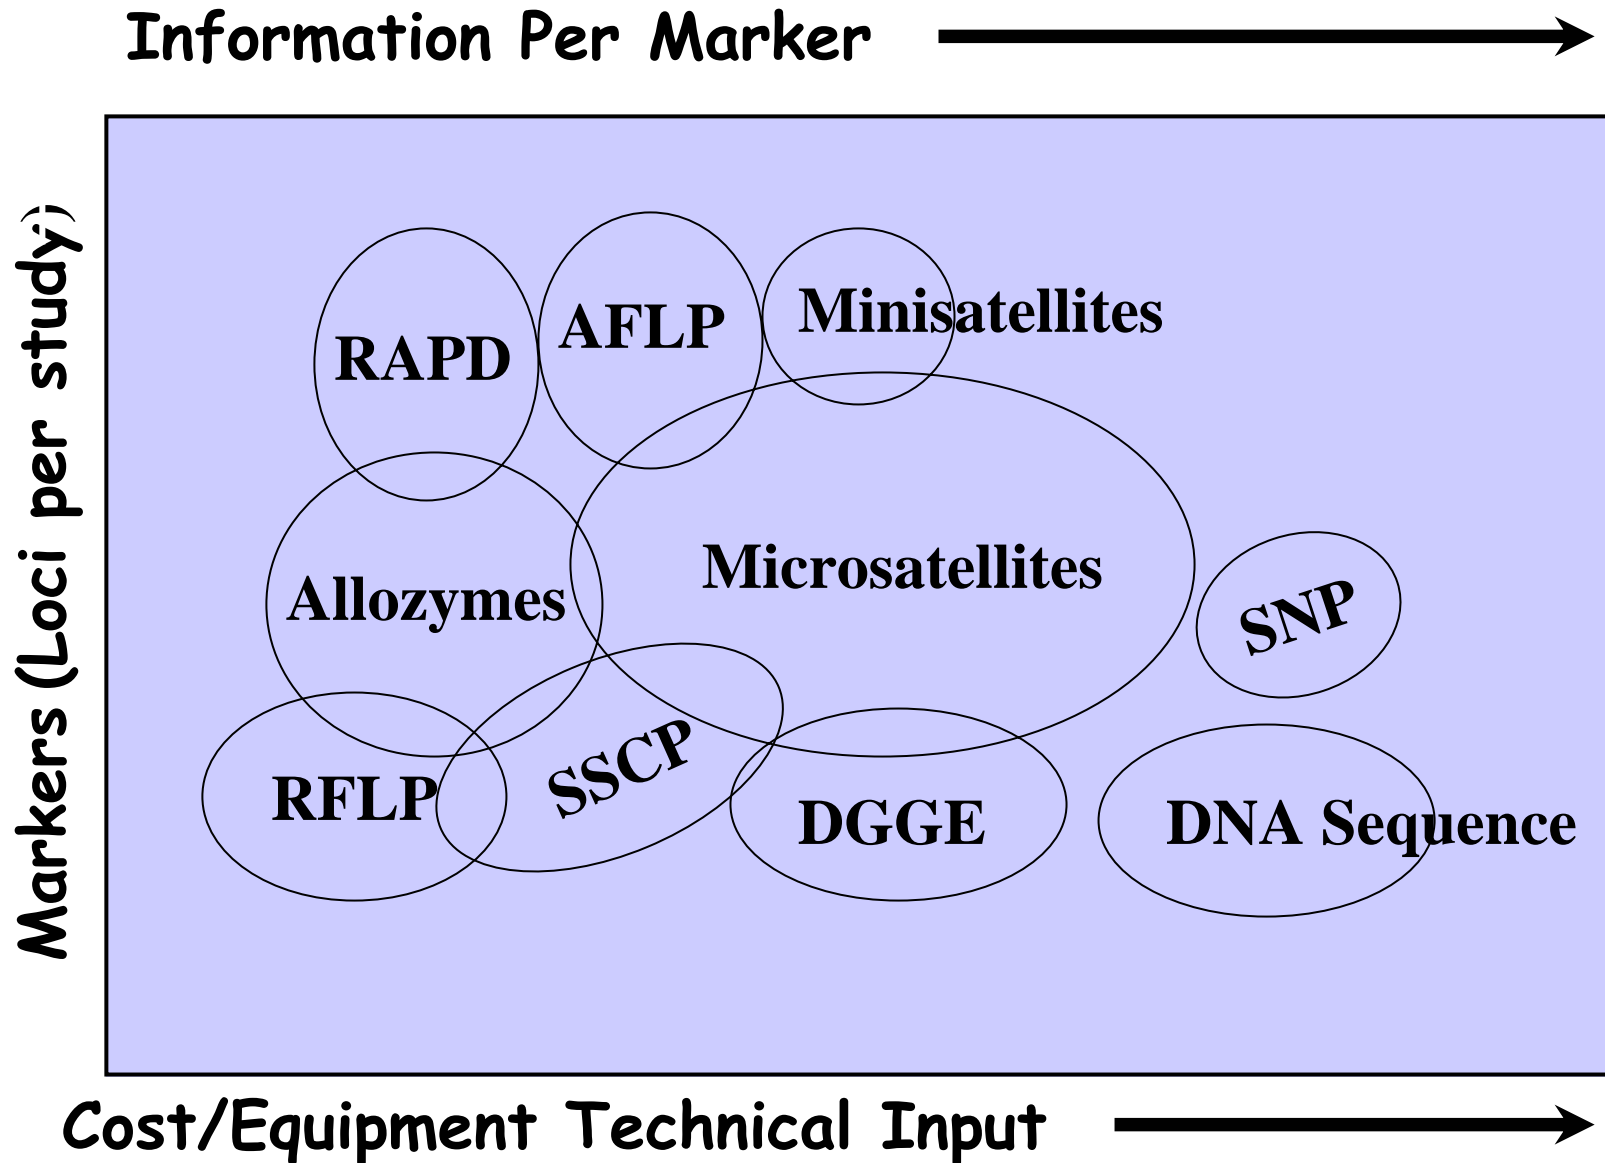 Information Per Marker
Markers (Loci per study)
RAPD
AFLP
Minisatellites
Allozymes
Microsatellites
SNP
RFLP
SSCP
DGGE
DNA Sequence
Cost/Equipment Technical Input